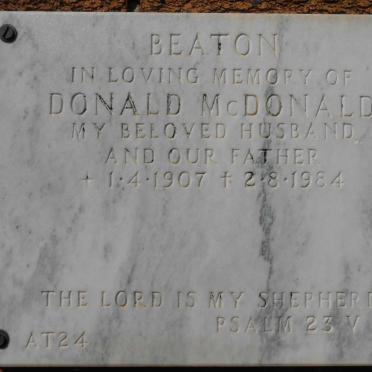 BEATON
IN LOVING MEMORY OF
DONALD McDONALD
MY BELOVED HUSBAND
AND OUR FATHER
+ 1·4·1907 † 2·8·1984
THE LORD IS MY SHEPHERD
PSALM 23 V
AT24